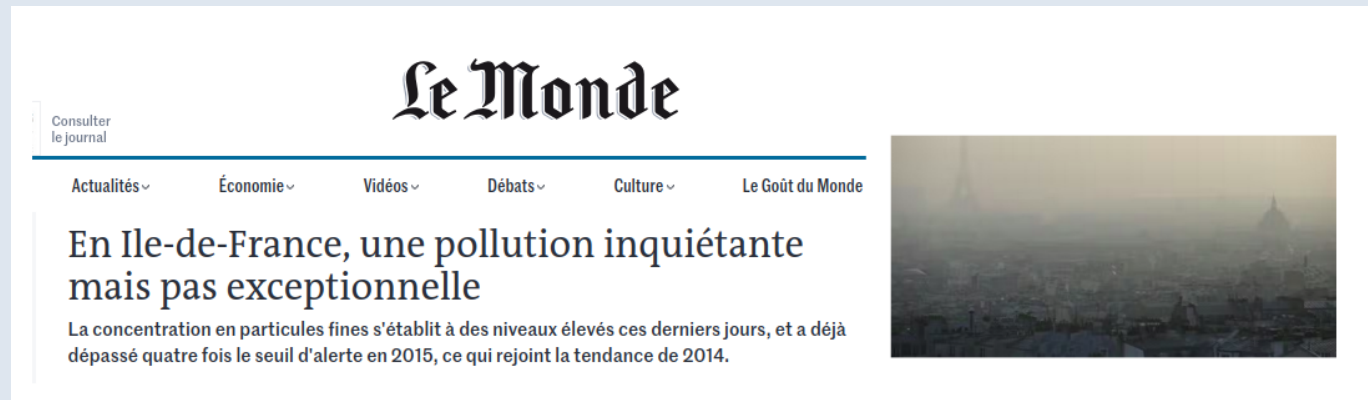 Le Monde
Consulter
le journal
Actualités Économie Vidéos Débats Culture Le Goût du Monde
En Ile-de-France, une pollution inquiétante
mais pas exceptionnelle
La concentration en particules fines s'établit à des niveaux élevés ces derniers jours, et a déjà
dépassé quatre fois le seuil d'alerte en 2015, ce qui rejoint la tendance de 2014.